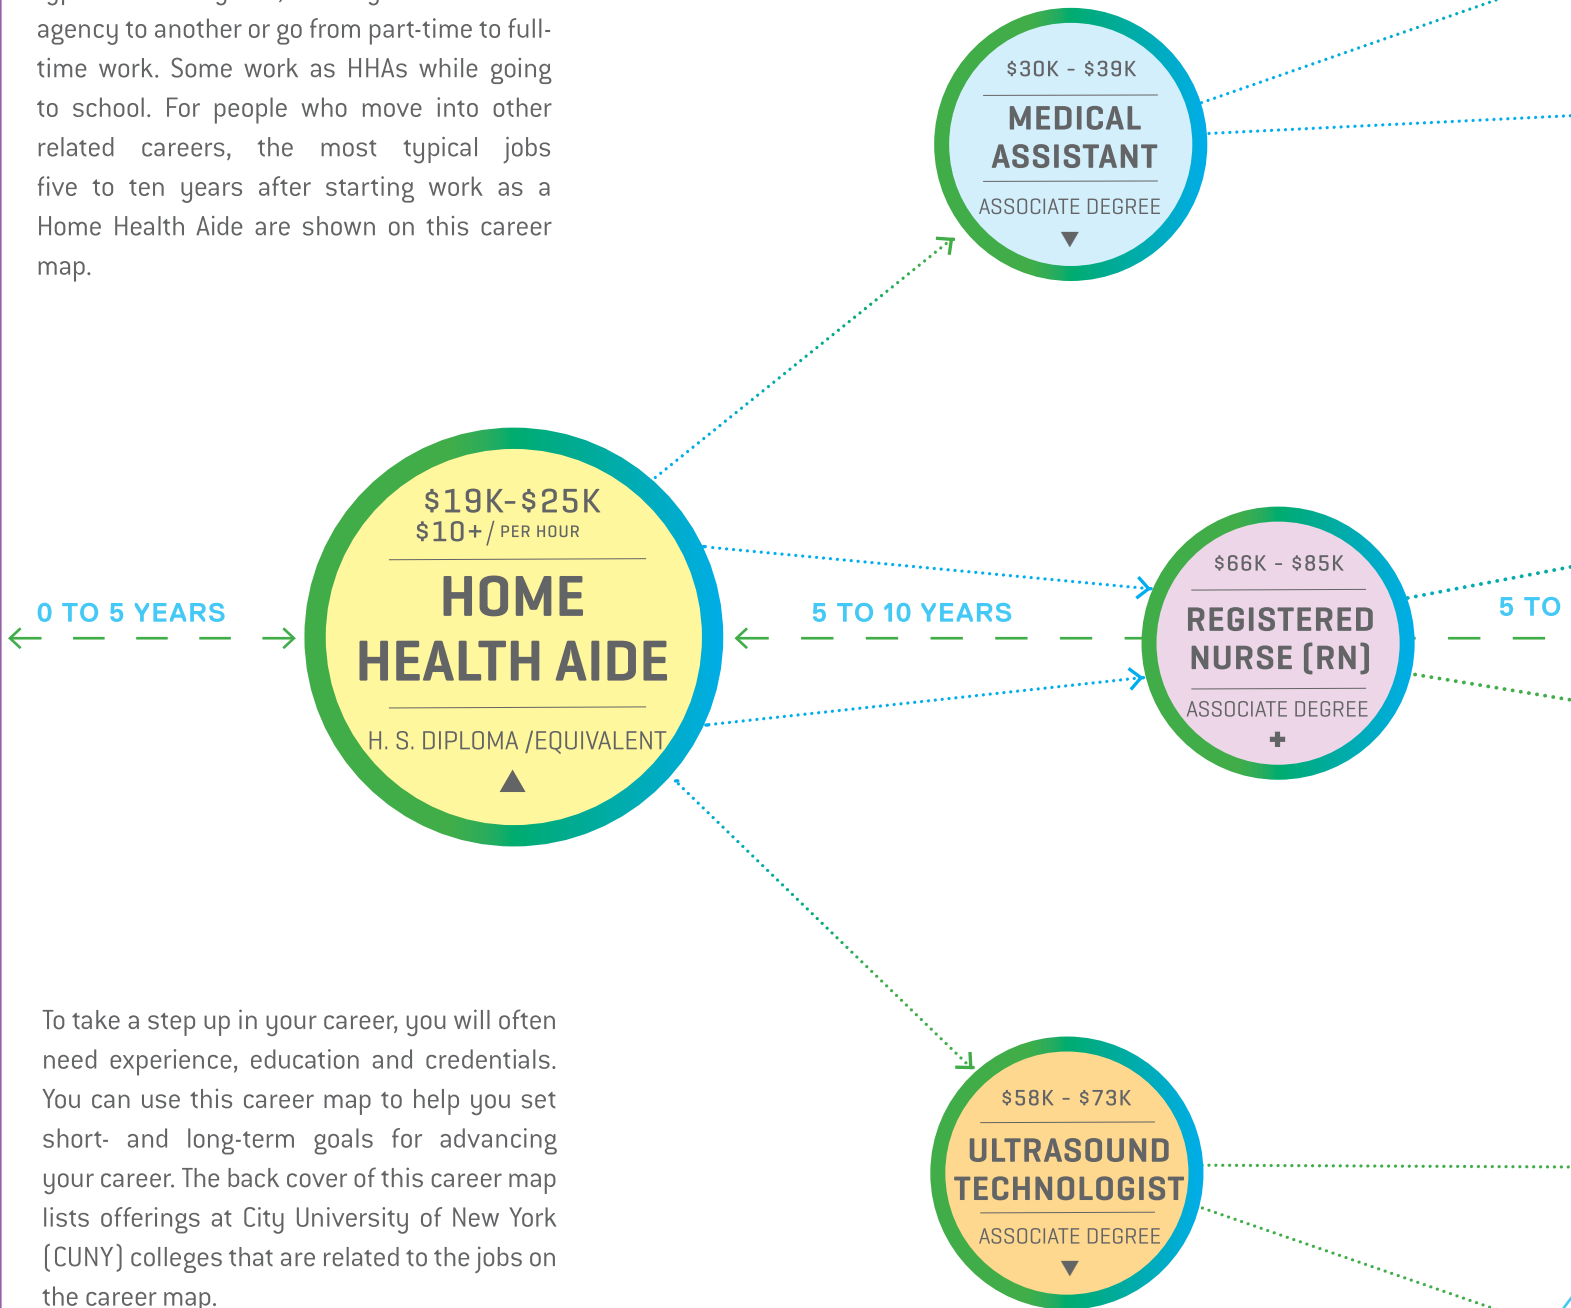 agency to another or go from part-time to full-
time work. Some work as HHAs while going
to school. For people who move into other
related careers, the most typical jobs
five to ten years after starting work as a
Home Health Aide are shown on this career
map.
$30K - $39K
MEDICAL
ASSISTANT
ASSOCIATE DEGREE
0 TO 5 YEARS
$19K-$25K
$10+/ PER HOUR
HOME
HEALTH AIDE
H. S. DIPLOMA /EQUIVALENT
5 TO 10 YEARS
$66K - $85K
REGISTERED
NURSE (RN)
ASSOCIATE DEGREE
5 TO
To take a step up in your career, you will often
need experience, education and credentials.
You can use this career map to help you set
short- and long-term goals for advancing
your career. The back cover of this career map
lists offerings at City University of New York
(CUNY) colleges that are related to the jobs on
the career map.
$58K - $73K
ULTRASOUND
TECHNOLOGIST
ASSOCIATE DEGREE